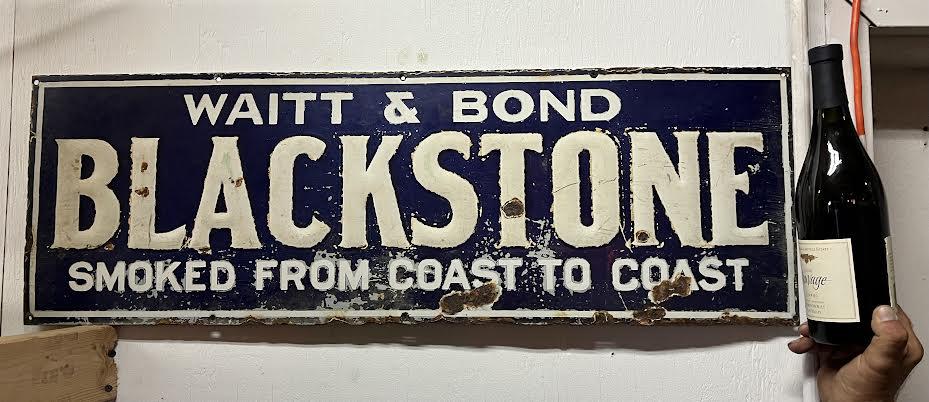 WAITT & BOND
BLACKSTONE
SMOKED FROM COAST TO COAST